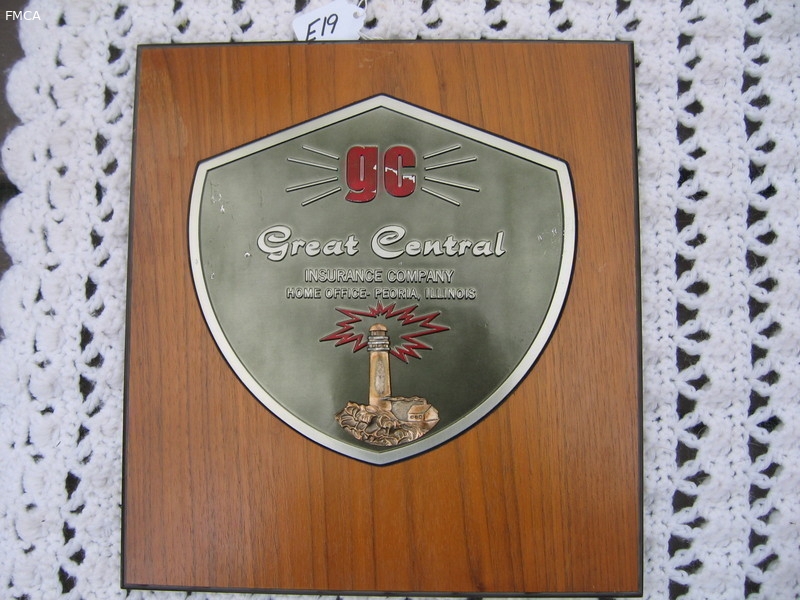 FMCA
E19
gc
Great Central
INSURANCE COMPANY
HOME OFFICE- PEORIA, ILLINOIS